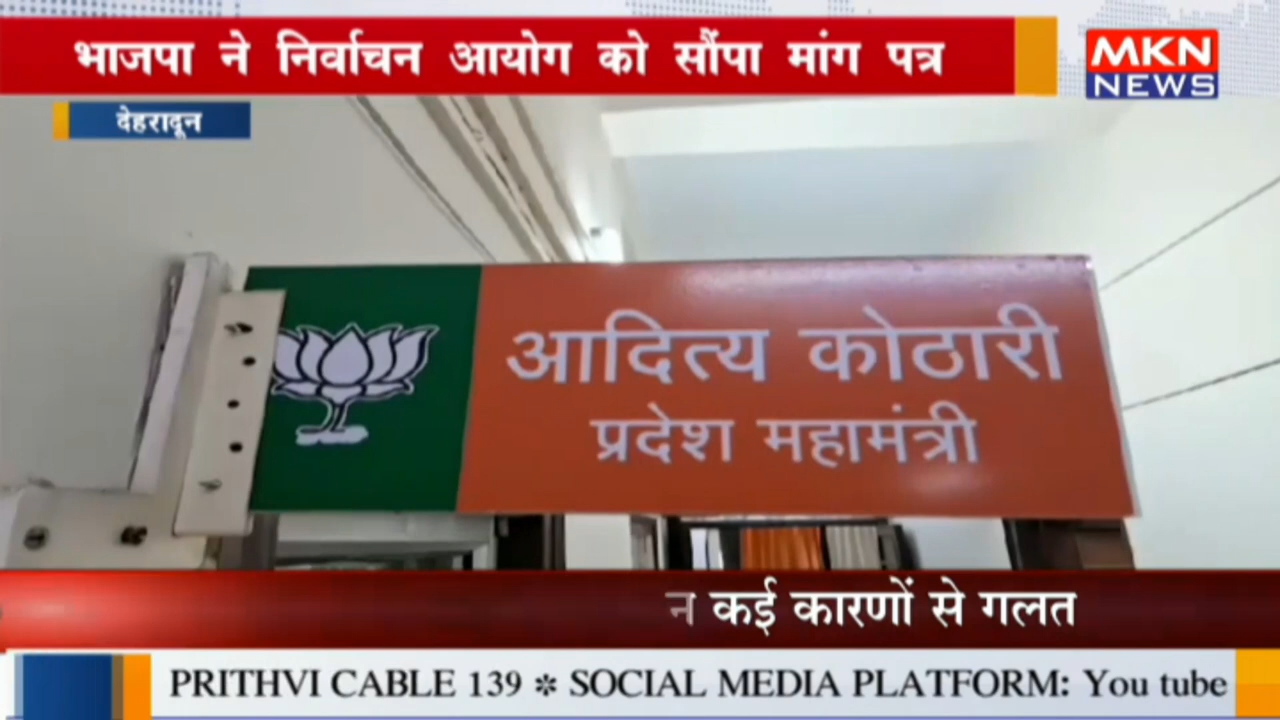 भाजपा ने निर्वाचन आयोग को सौंपा मांग पत्र
MKN
NEWS
देहरादून
आदित्य कोठारी
प्रदेश महामंत्री
न कई कारणों से गलत
PRITHVI CABLE 139 * SOCIAL MEDIA PLATFORM: You tube